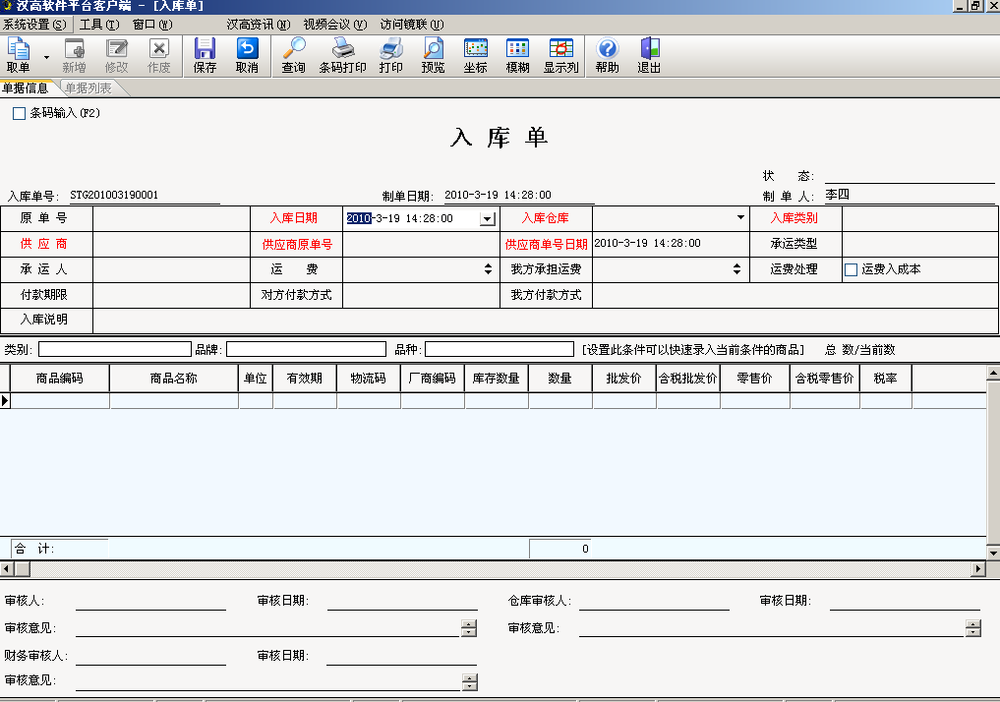 汉高软件平台客户端 - [入库单]
系统设置(S) 工具(T) 窗口(W) 汉高资讯(N) 视频会议(V) 访问镜联(U)
取单 新增 修改 作废 保存 取消 查询 条码打印 打印 预览 坐标 模糊 显示列 帮助 退出
单据信息 单据列表
条码输入(F2)
入 库 单
状 态:
入库单号: STG201003190001 制单日期: 2010-3-19 14:28:00 制 单 人: 李四
原 单 号 入库日期 2010-3-19 14:28:00 入库仓库 入库类别
供 应 商 供应商原单号 供应商单号日期 2010-3-19 14:28:00 承运类型
承 运 人 运 费 我方承担运费 运费处理 运费入成本
付款期限 对方付款方式 我方付款方式
入库说明
类别: 品牌: 品种: [设置此条件可以快速录入当前条件的商品] 总 数/当前数
商品编码 商品名称 单位 有效期 物流码 厂商编码 库存数量 数量 批发价 含税批发价 零售价 含税零售价 税率
合 计: 0
审核人: 审核日期: 仓库审核人: 审核日期:
审核意见: 审核意见:
财务审核人: 审核日期:
审核意见: